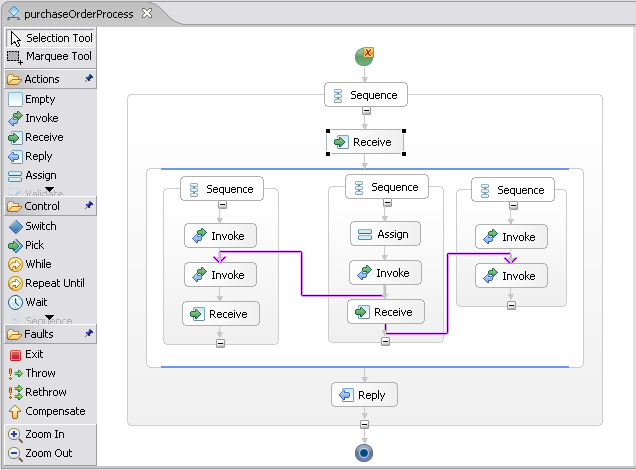 purchaseOrderProcess
Selection Tool
Marquee Tool
Actions
Empty
Invoke
Receive
Reply
Assign
Validate
Control
Switch
Pick
While
Repeat Until
Wait
Sequence
Faults
Exit
Throw
Rethrow
Compensate
Zoom In
Zoom Out
Sequence
Receive
Sequence
Invoke
Invoke
Receive
Sequence
Assign
Invoke
Receive
Sequence
Invoke
Invoke
Reply